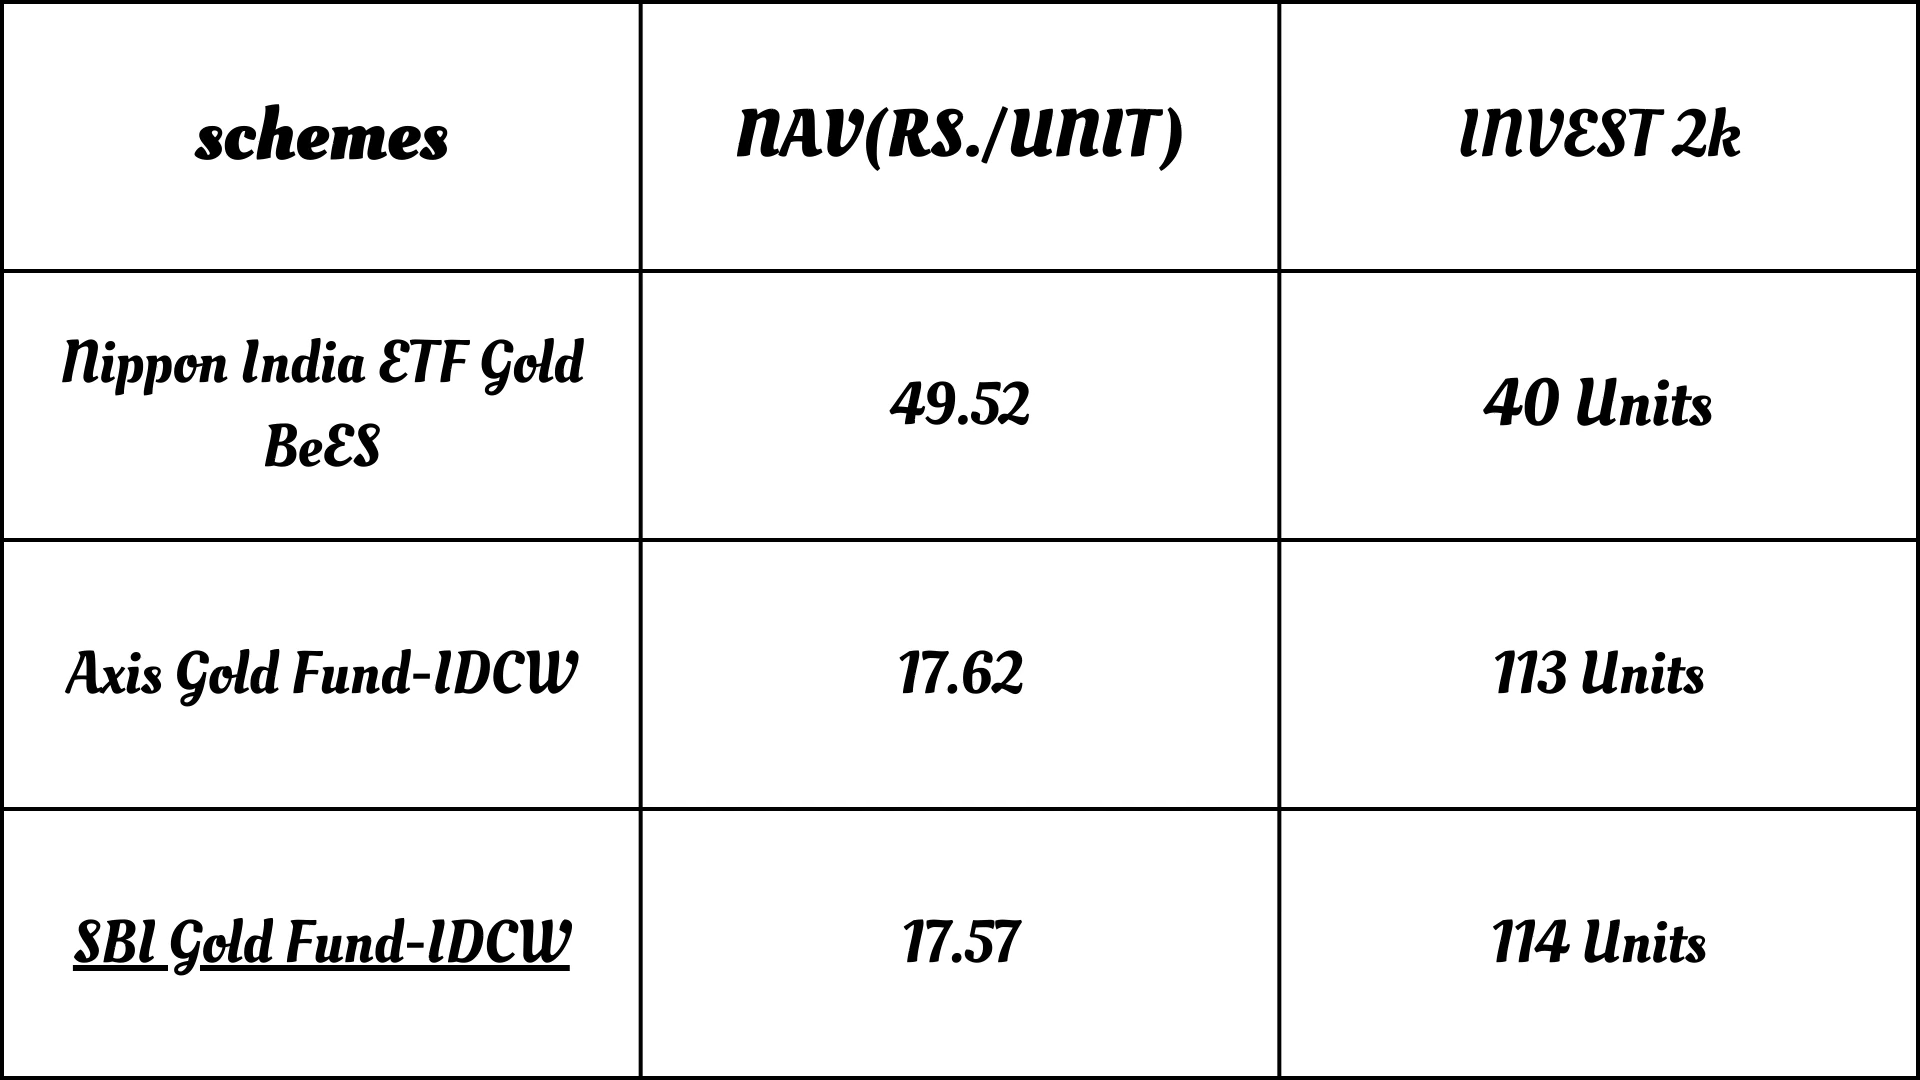 schemes
NAV(RS./UNIT)
INVEST 2k
Nippon India ETF Gold
BeES
49.52
40 Units
Axis Gold Fund-IDCW
17.62
113 Units
SBI Gold Fund-IDCW
17.57
114 Units